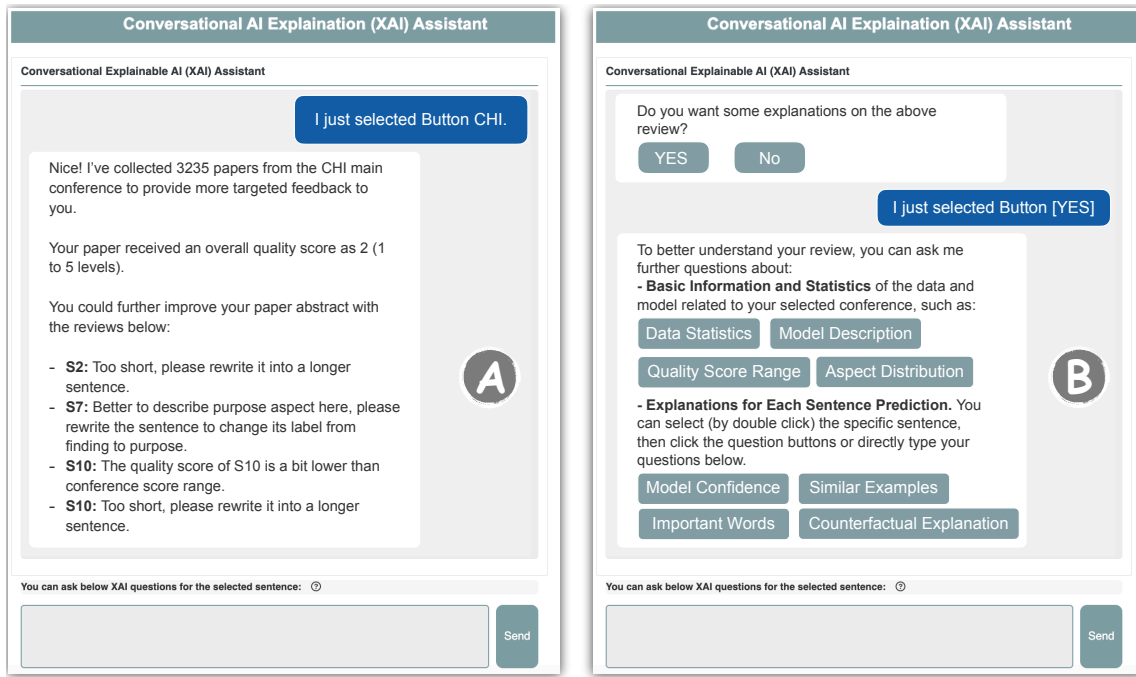 Conversational AI Explaination (XAI) Assistant
Conversational Explainable AI (XAI) Assistant
I just selected Button CHI.
Nice! I've collected 3235 papers from the CHI main
conference to provide more targeted feedback to
you.
Your paper received an overall quality score as 2 (1
to 5 levels).
You could further improve your paper abstract with
the reviews below:
- S2: Too short, please rewrite it into a longer
sentence.
- S7: Better to describe purpose aspect here, please
rewrite the sentence to change its label from
finding to purpose.
- S10: The quality score of S10 is a bit lower than
conference score range.
- S10: Too short, please rewrite it into a longer
sentence.
A
You can ask below XAI questions for the selected sentence: ?
Send
Conversational AI Explaination (XAI) Assistant
Conversational Explainable AI (XAI) Assistant
Do you want some explanations on the above
review?
YES No
I just selected Button [YES]
To better understand your review, you can ask me
further questions about:
- Basic Information and Statistics of the data and
model related to your selected conference, such as:
Data Statistics Model Description
Quality Score Range Aspect Distribution
- Explanations for Each Sentence Prediction. You
can select (by double click) the specific sentence,
then click the question buttons or directly type your
questions below.
Model Confidence Similar Examples
Important Words Counterfactual Explanation
B
You can ask below XAI questions for the selected sentence: ?
Send